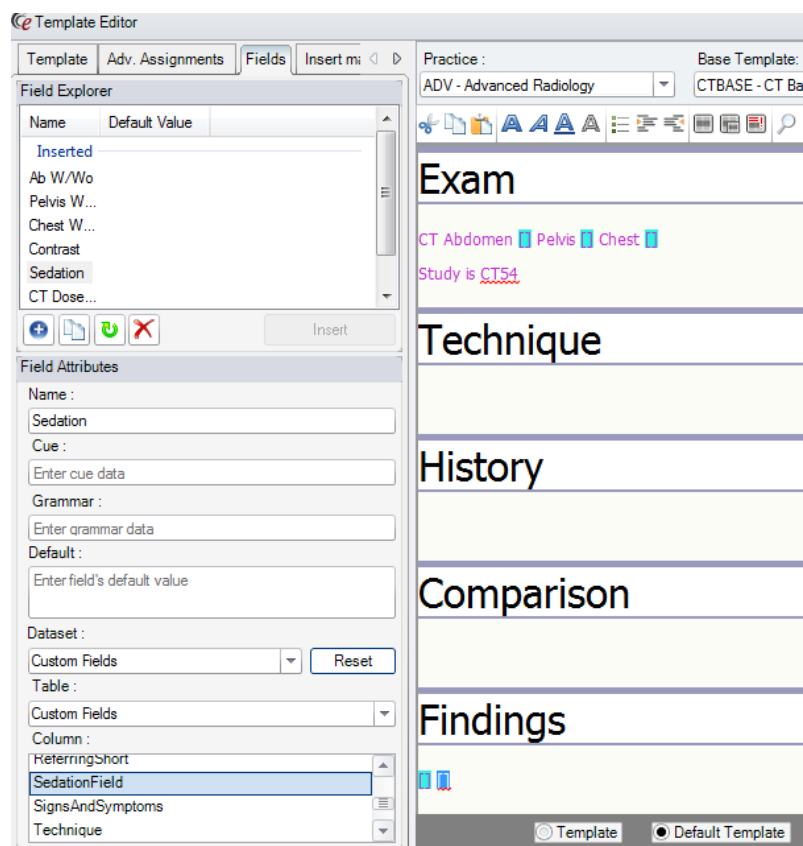 Template Editor
Template Adv. Assignments Fields Insert ma
Field Explorer
Name Default Value
Inserted
Ab W/Wo
Pelvis W...
Chest W...
Contrast
Sedation
CT Dose...
Insert
Field Attributes
Name :
Sedation
Cue :
Enter cue data
Grammar :
Enter grammar data
Default :
Enter field's default value
Dataset :
Custom Fields Reset
Table :
Custom Fields
Column :
ReferringShort
SedationField
SignsAndSymptoms
Technique
Practice : Base Template:
ADV - Advanced Radiology CTBASE - CT Ba
Exam
CT Abdomen [] Pelvis [] Chest []
Study is CT54
Technique
History
Comparison
Findings
[] []
Template Default Template